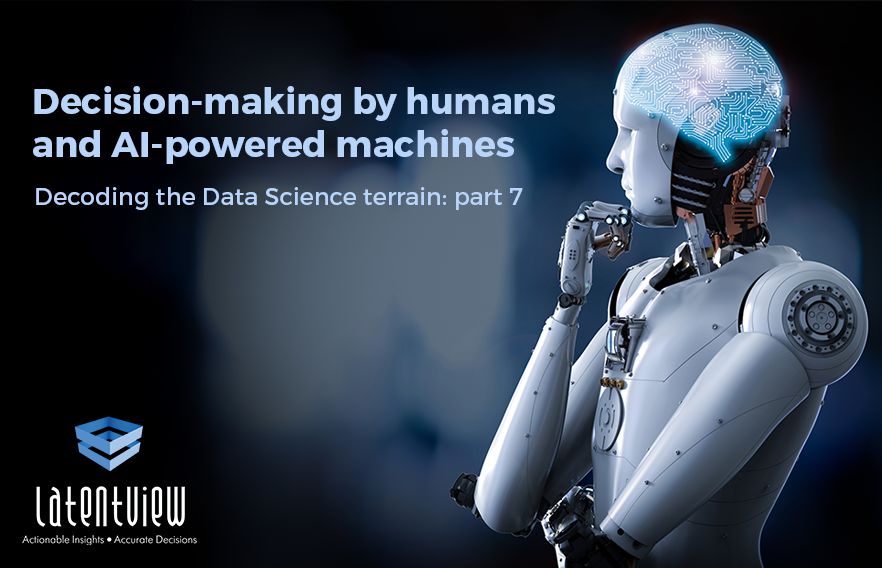 Decision-making by humans
and AI-powered machines
Decoding the Data Science terrain: part 7
Latentview
Actionable Insights • Accurate Decisions